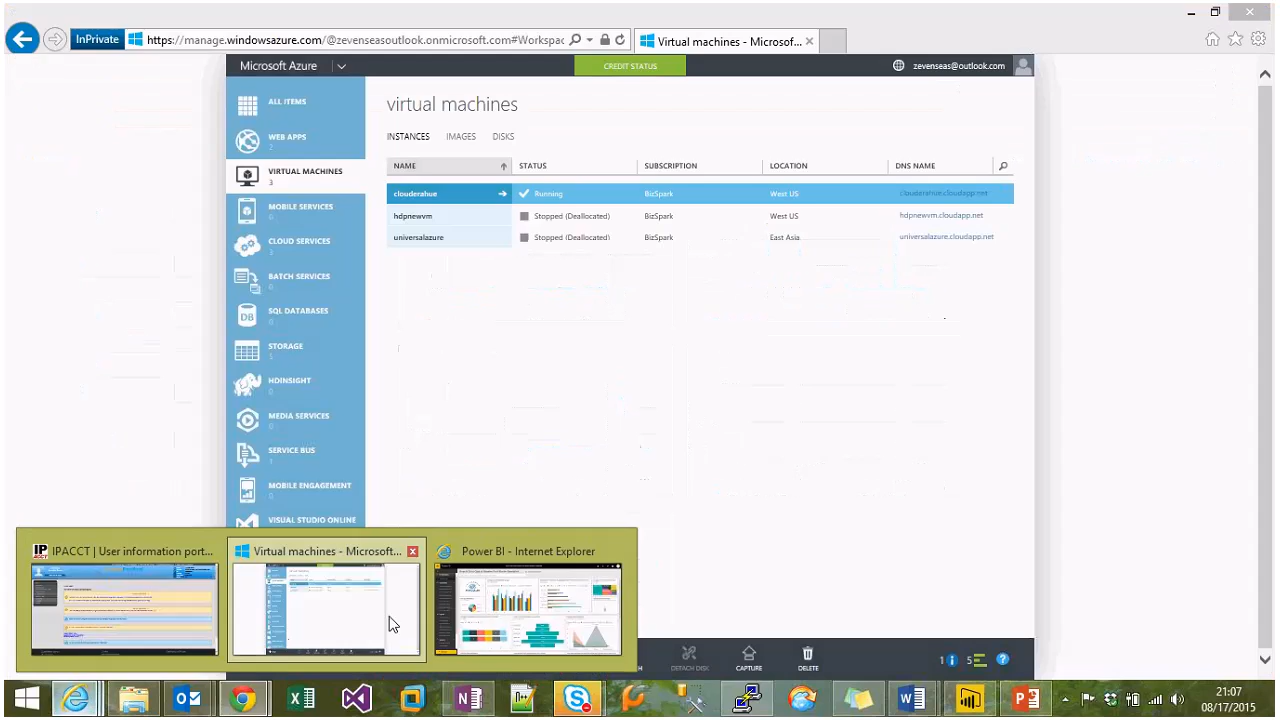 InPrivate
https://manage.windowsazure.com/@zevenseasoutlook.onmicrosoft.com#Workspac
Virtual machines - Microsof...
Microsoft Azure
CREDIT STATUS
zevenseas@outlook.com
ALL ITEMS
WEB APPS
2
VIRTUAL MACHINES
3
MOBILE SERVICES
0
CLOUD SERVICES
3
BATCH SERVICES
0
SQL DATABASES
0
DB
STORAGE
5
HDINSIGHT
0
MEDIA SERVICES
0
SERVICE BUS
1
MOBILE ENGAGEMENT
0
VISUAL STUDIO ONLINE
virtual machines
INSTANCES IMAGES DISKS
NAME STATUS SUBSCRIPTION LOCATION DNS NAME
clouderahue Running BizSpark West US clouderahue.cloudapp.net
hdpnewvm Stopped (Deallocated) BizSpark West US hdpnewvm.cloudapp.net
universalazure Stopped (Deallocated) BizSpark East Asia universalazure.cloudapp.net
IP ACCT
IPACCT | User information port...
Virtual machines - Microsoft...
Power BI - Internet Explorer
H DETACH DISK CAPTURE DELETE
1 i 5 ?
21:07
08/17/2015